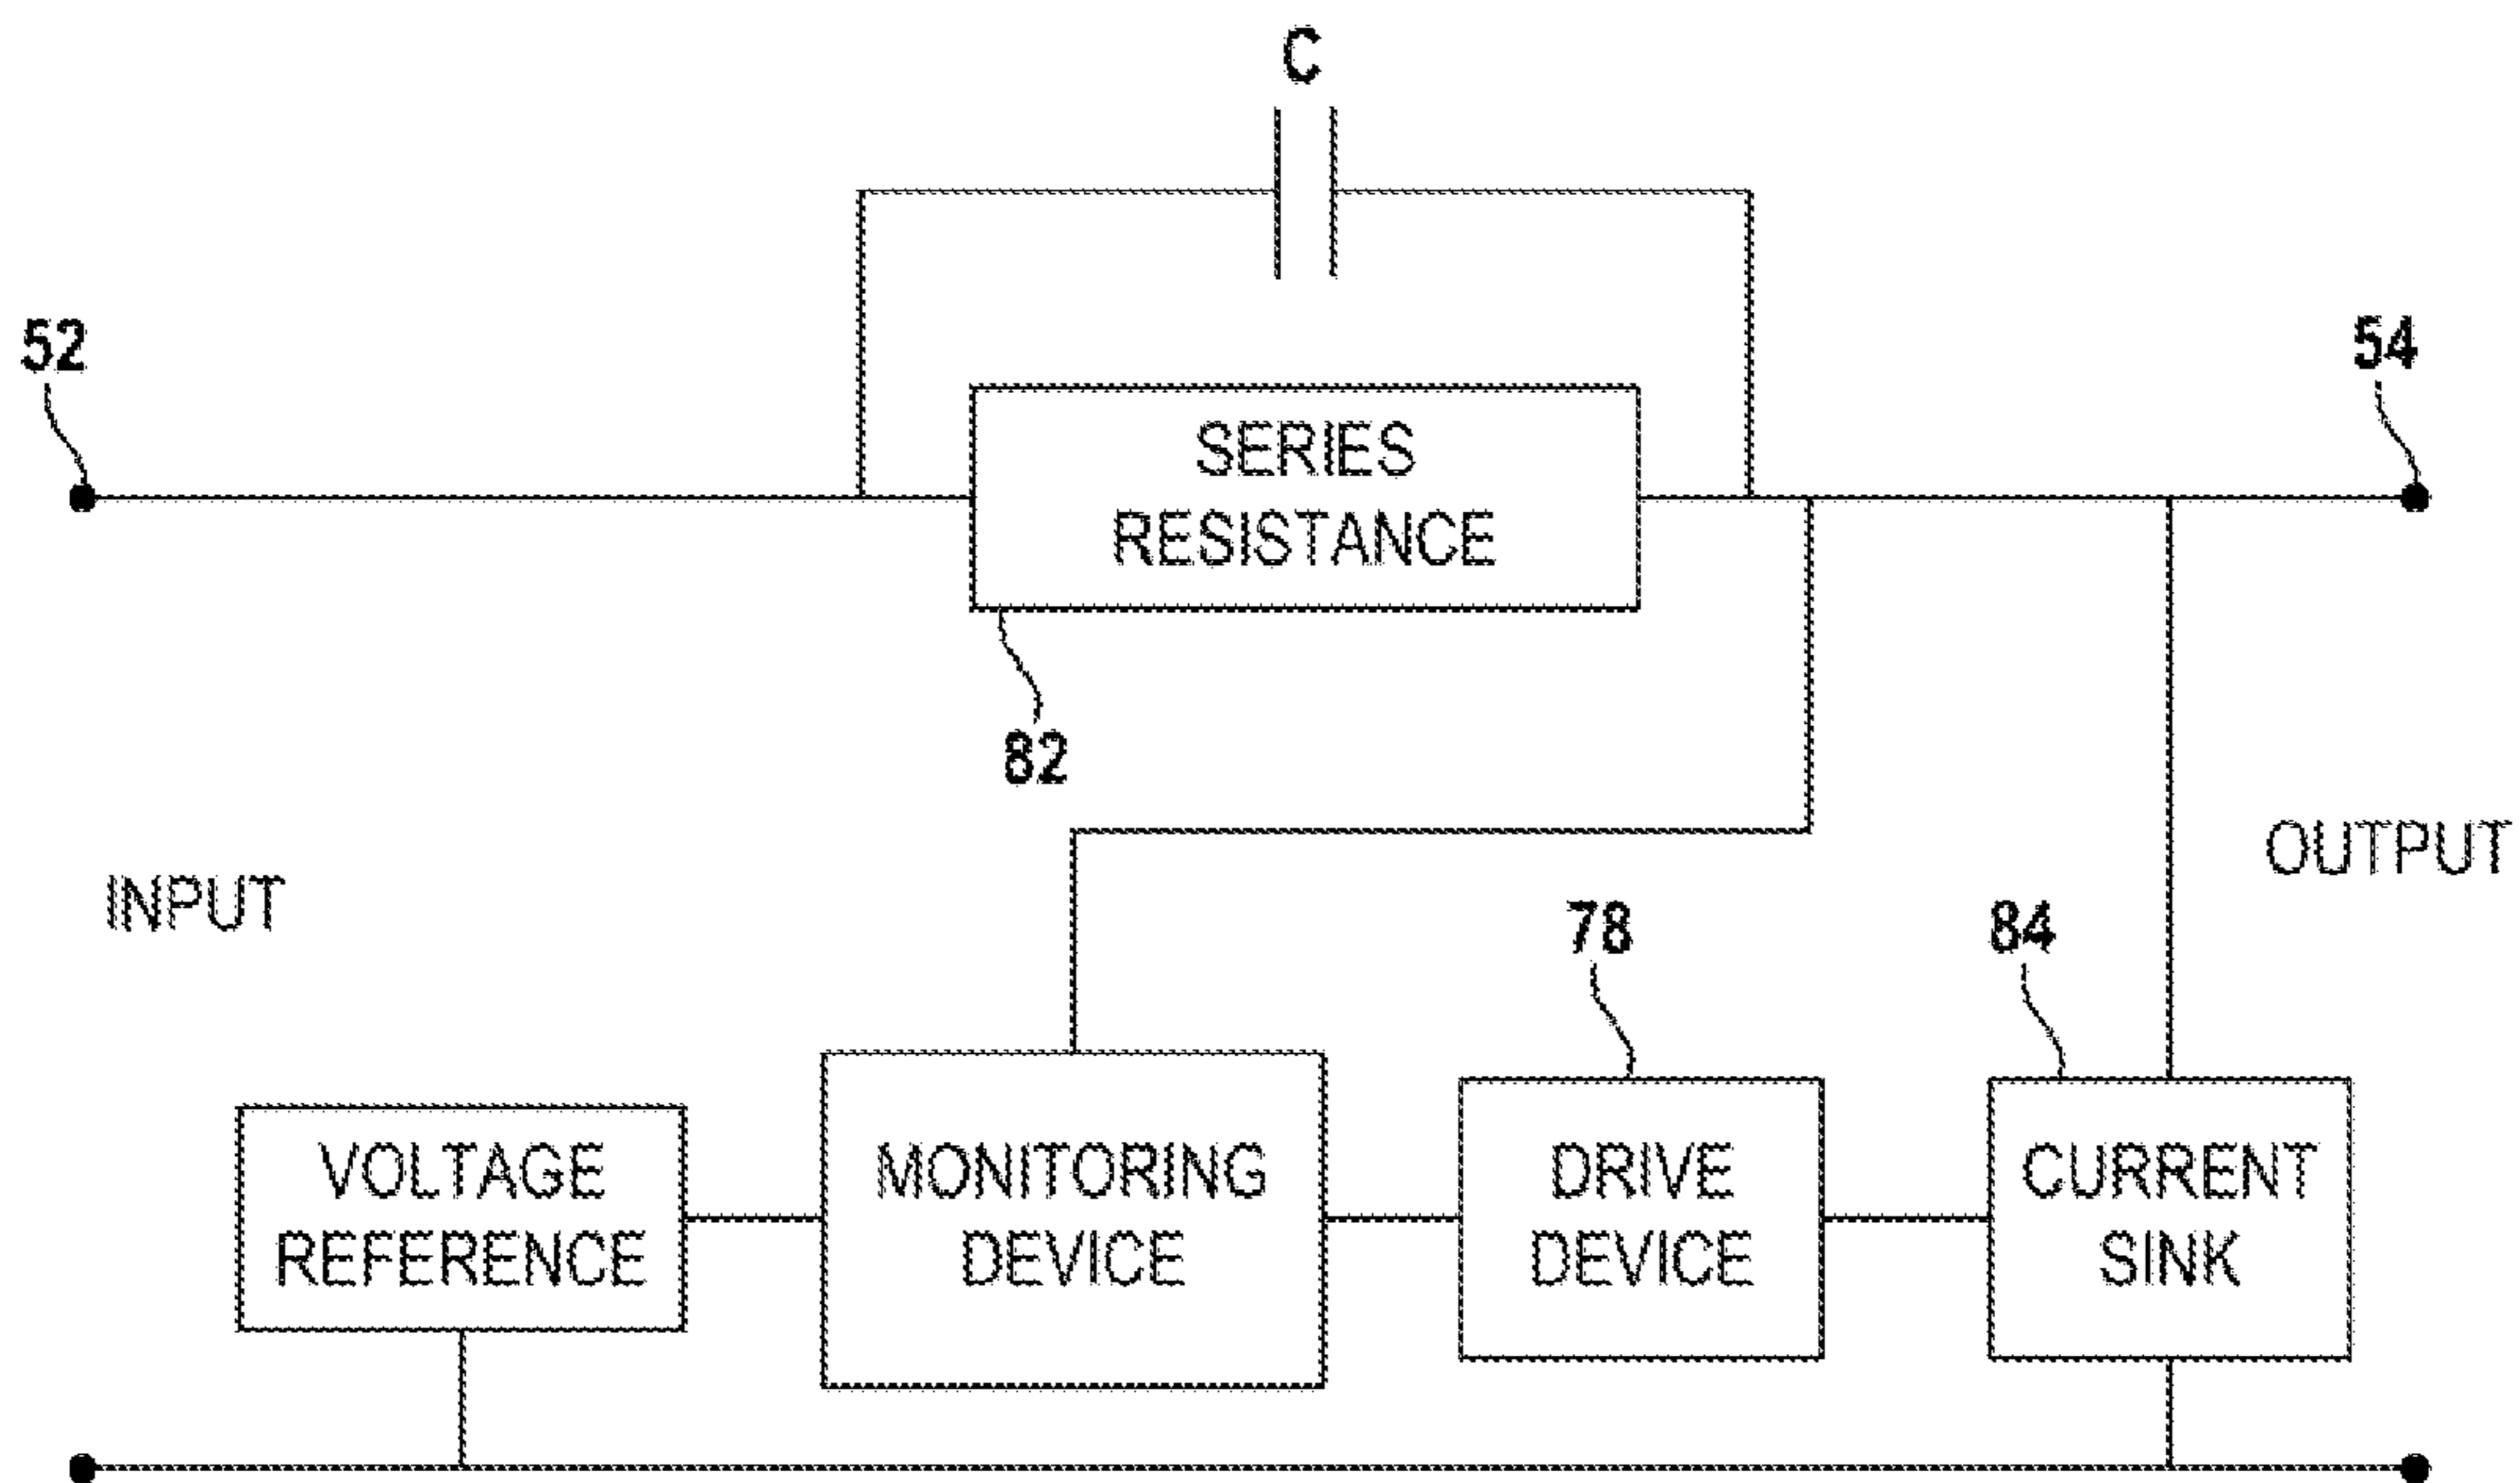 C
52
54
SERIES
RESISTANCE
82
INPUT
OUTPUT
78
84
VOLTAGE
REFERENCE
MONITORING
DEVICE
DRIVE
DEVICE
CURRENT
SINK